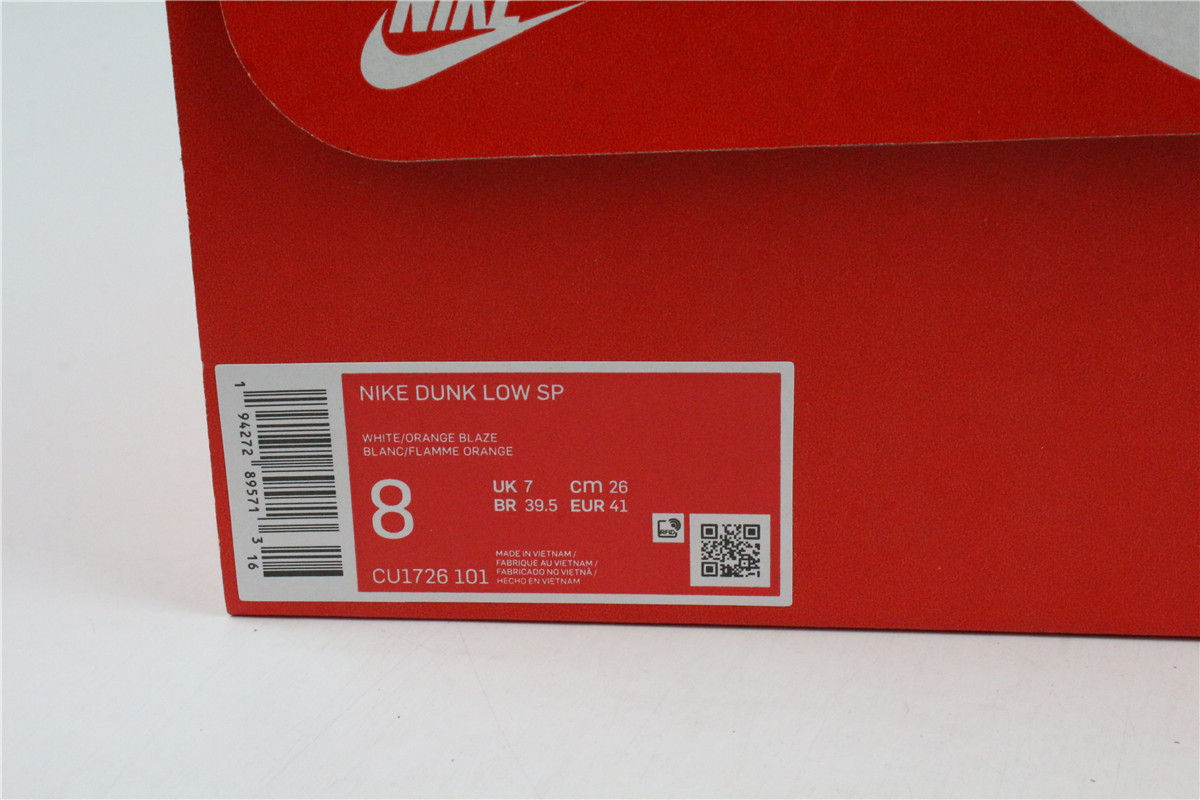 NIKE
NIKE DUNK LOW SP
WHITE/ORANGE BLAZE
BLANC/FLAMME ORANGE
8
UK 7 cm 26
BR 39.5 EUR 41
RFID
CU1726 101
MADE IN VIETNAM /
FABRIQUE AU VIETNAM /
FABRICADO NO VIETNÃ /
HECHO EN VIETNAM
1 94272 89571 3 16